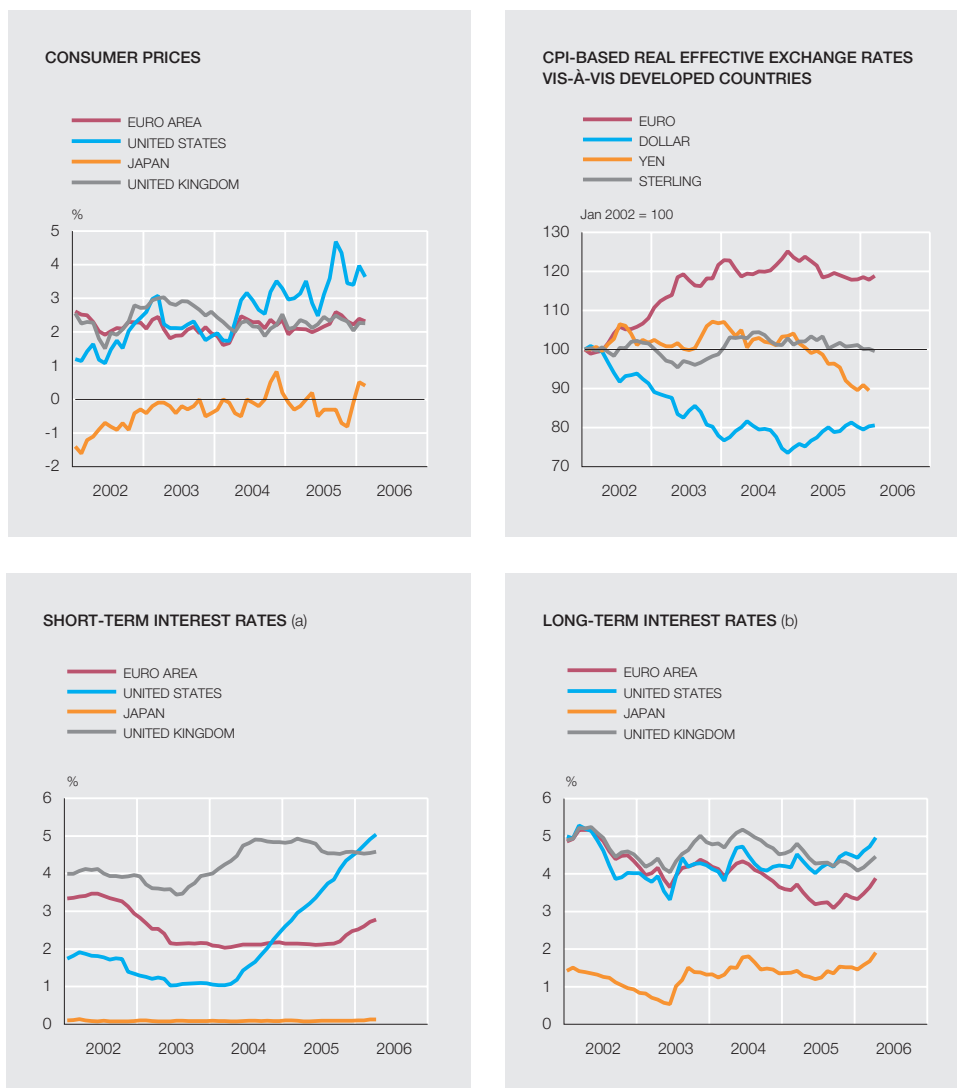 CONSUMER PRICES
EURO AREA
UNITED STATES
JAPAN
UNITED KINGDOM
%
5
4
3
2
1
0
-1
-2
2002 2003 2004 2005 2006
CPI-BASED REAL EFFECTIVE EXCHANGE RATES
VIS-À-VIS DEVELOPED COUNTRIES
EURO
DOLLAR
YEN
STERLING
Jan 2002 = 100
130
120
110
100
90
80
70
2002 2003 2004 2005 2006
SHORT-TERM INTEREST RATES (a)
EURO AREA
UNITED STATES
JAPAN
UNITED KINGDOM
%
6
5
4
3
2
1
0
2002 2003 2004 2005 2006
LONG-TERM INTEREST RATES (b)
EURO AREA
UNITED STATES
JAPAN
UNITED KINGDOM
%
6
5
4
3
2
1
0
2002 2003 2004 2005 2006